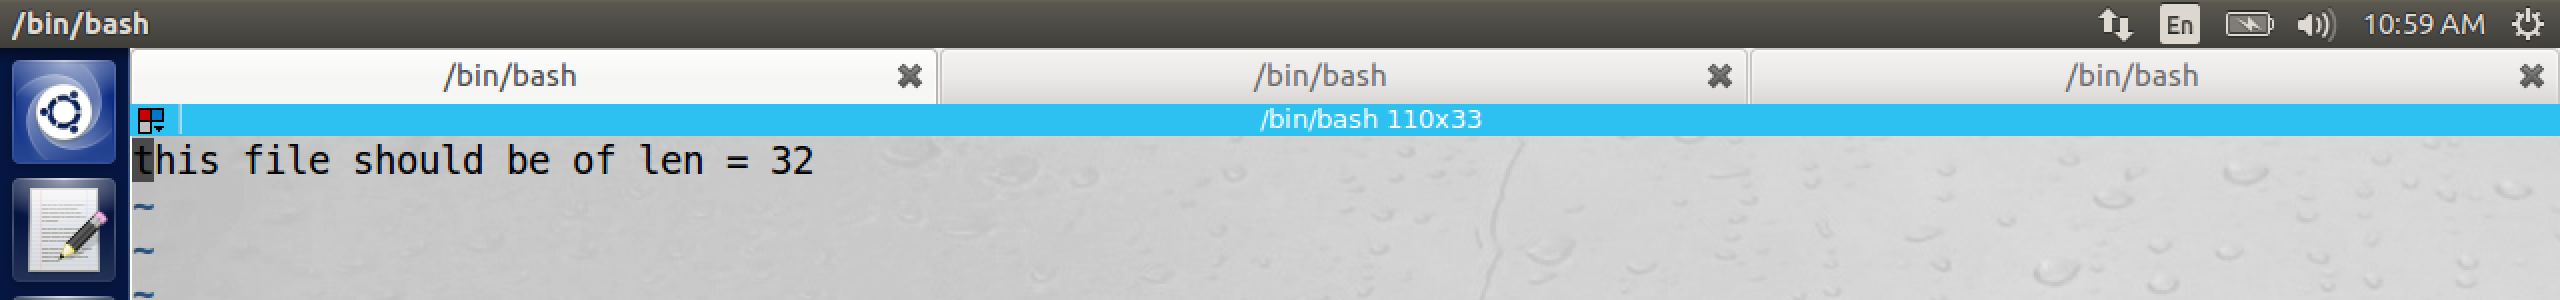 /bin/bash En 10:59 AM
/bin/bash /bin/bash /bin/bash
/bin/bash 110x33
this file should be of len = 32
~
~
~